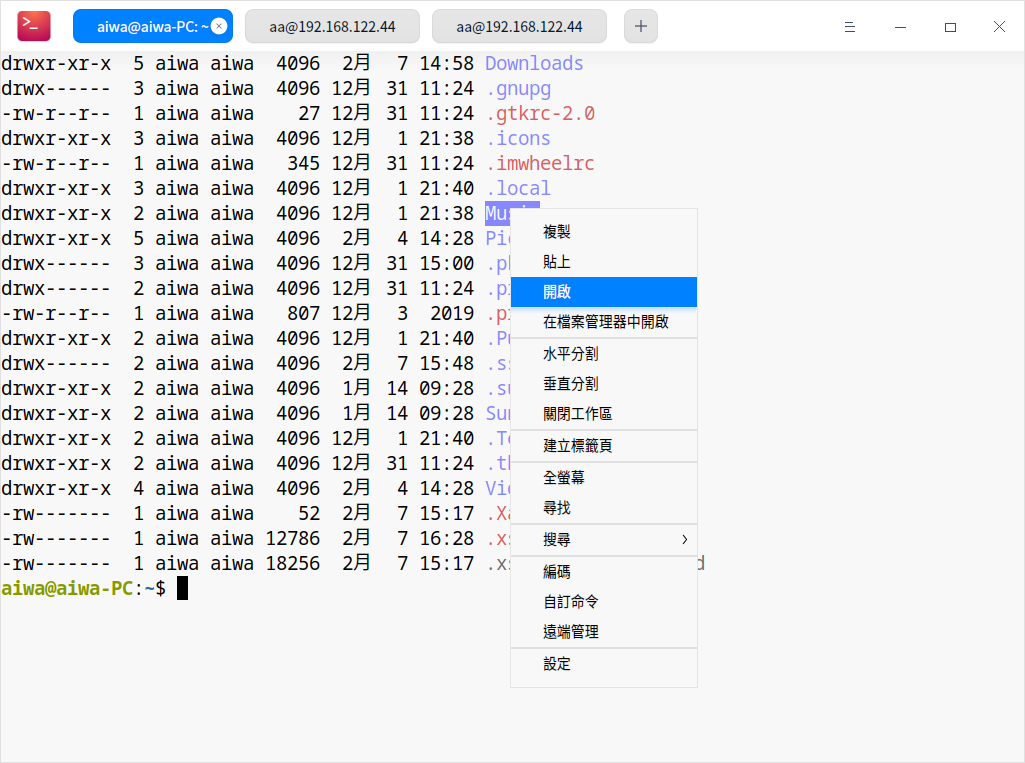 aiwa@aiwa-PC: ~
aa@192.168.122.44
aa@192.168.122.44
drwxr-xr-x 5 aiwa aiwa 4096 2月 7 14:58 Downloads
drwx------ 3 aiwa aiwa 4096 12月 31 11:24 .gnupg
-rw-r--r-- 1 aiwa aiwa 27 12月 31 11:24 .gtkrc-2.0
drwxr-xr-x 3 aiwa aiwa 4096 12月 1 21:38 .icons
-rw-r--r-- 1 aiwa aiwa 345 12月 31 11:24 .imwheelrc
drwxr-xr-x 3 aiwa aiwa 4096 12月 1 21:40 .local
drwxr-xr-x 2 aiwa aiwa 4096 12月 1 21:38 Music
drwxr-xr-x 5 aiwa aiwa 4096 2月 4 14:28
drwx------ 3 aiwa aiwa 4096 12月 31 15:00
drwx------ 2 aiwa aiwa 4096 12月 31 11:24
-rw-r--r-- 1 aiwa aiwa 807 12月 3 2019
drwxr-xr-x 2 aiwa aiwa 4096 12月 1 21:40
drwx------ 2 aiwa aiwa 4096 2月 7 15:48
drwxr-xr-x 2 aiwa aiwa 4096 1月 14 09:28
drwxr-xr-x 2 aiwa aiwa 4096 1月 14 09:28
drwxr-xr-x 2 aiwa aiwa 4096 12月 1 21:40
drwxr-xr-x 2 aiwa aiwa 4096 12月 31 11:24
drwxr-xr-x 4 aiwa aiwa 4096 2月 4 14:28
-rw------- 1 aiwa aiwa 52 2月 7 15:17
-rw------- 1 aiwa aiwa 12786 2月 7 16:28
-rw------- 1 aiwa aiwa 18256 2月 7 15:17
aiwa@aiwa-PC:~$
複製
貼上
開啟
在檔案管理器中開啟
水平分割
垂直分割
關閉工作區
建立標籤頁
全螢幕
尋找
搜尋
編碼
自訂命令
遠端管理
設定